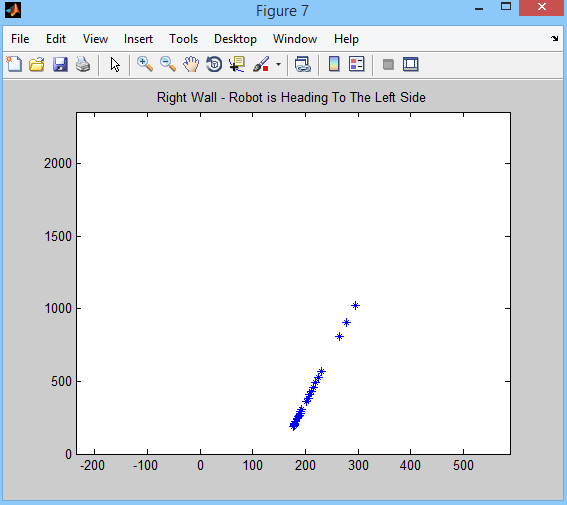 Figure 7
File Edit View Insert Tools Desktop Window Help
Right Wall - Robot is Heading To The Left Side
2000
1500
1000
500
0
-200 -100 0 100 200 300 400 500